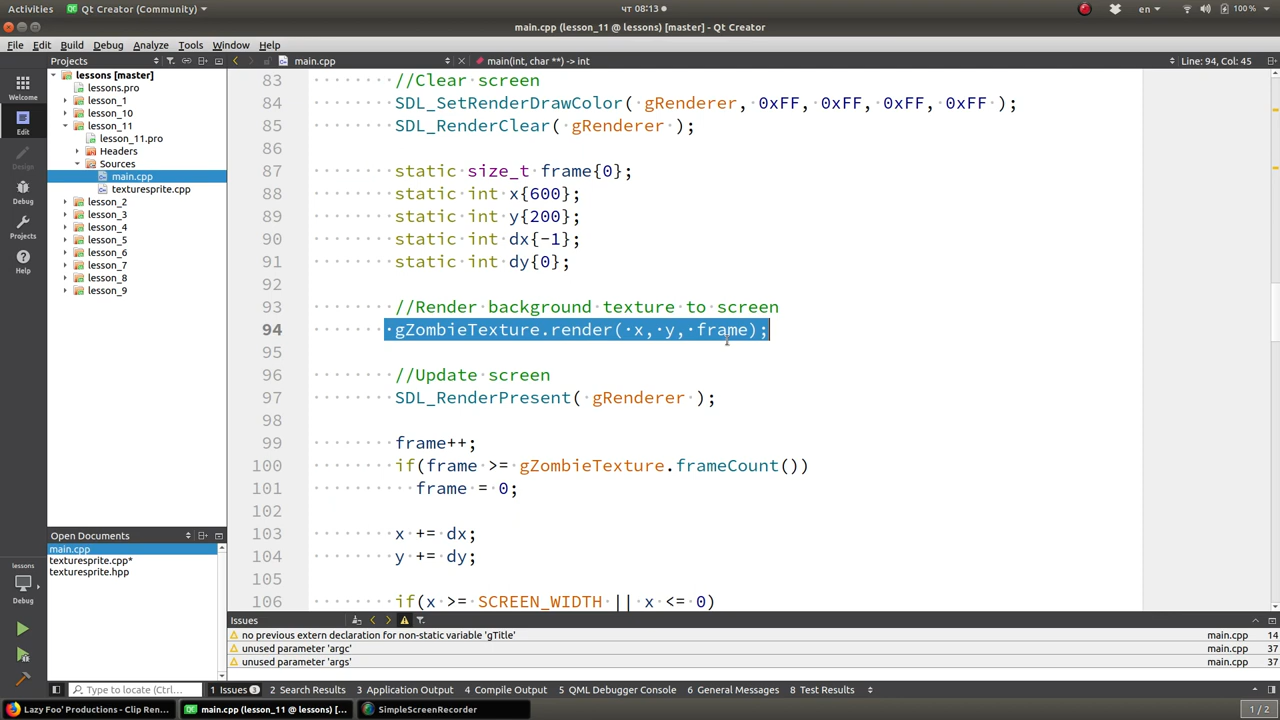 Activities Qt Creator (Community) чт 08:13 en 100 %
main.cpp (lesson_11 @ lessons) [master] - Qt Creator
File Edit Build Debug Analyze Tools Window Help
Projects main.cpp main(int, char **) -> int Line: 94, Col: 45
lessons [master]
lessons.pro
lesson_1
lesson_10
lesson_11
lesson_11.pro
Headers
Sources
main.cpp
texturesprite.cpp
lesson_2
lesson_3
lesson_4
lesson_5
lesson_6
lesson_7
lesson_8
lesson_9
Welcome
Edit
Design
Debug
Projects
Help
83 //Clear screen
84 SDL_SetRenderDrawColor( gRenderer, 0xFF, 0xFF, 0xFF, 0xFF );
85 SDL_RenderClear( gRenderer );
86
87 static size_t frame{0};
88 static int x{600};
89 static int y{200};
90 static int dx{-1};
91 static int dy{0};
92
93 //Render background texture to screen
94 gZombieTexture.render( x, y, frame);
95
96 //Update screen
97 SDL_RenderPresent( gRenderer );
98
99 frame++;
100 if(frame >= gZombieTexture.frameCount())
101 frame = 0;
102
103 x += dx;
104 y += dy;
105
106 if(x >= SCREEN_WIDTH || x <= 0)
Open Documents
main.cpp
texturesprite.cpp*
texturesprite.hpp
lessons
Debug
Issues
no previous extern declaration for non-static variable 'gTitle' main.cpp 14
unused parameter 'argc' main.cpp 37
unused parameter 'args' main.cpp 37
Type to locate (Ctrl... 1 Issues 3 2 Search Results 3 Application Output 4 Compile Output 5 QML Debugger Console 6 General Messages 8 Test Results
Lazy Foo' Productions - Clip Ren... main.cpp (lesson_11 @ lessons) [... SimpleScreenRecorder 1 / 2